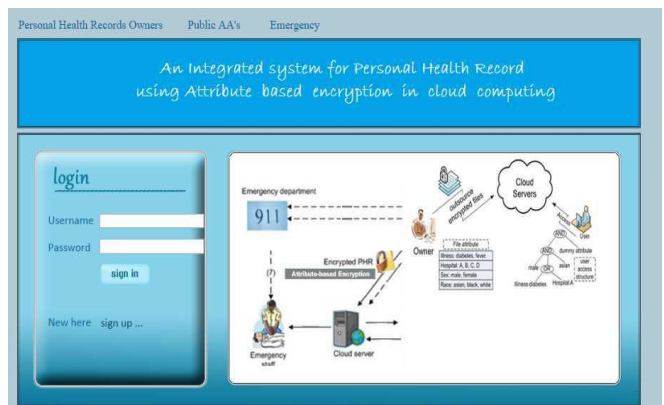 Personal Health Records Owners Public AA's Emergency
An Integrated system for Personal Health Record
using Attribute based encryption in cloud computing
login
Username
Password
sign in
New here sign up ...
Emergency department
911
outsource
encrypted files
Cloud
Servers
Access
User
Owner
File attribute
Illness: diabetes, fever
Hospital: A, B, C, D
Sex: male, female
Race: asian, black, white
AND
AND
dummy attribute
male
OR
asian
user
access
structure
Illness:diabetes
Hospital:A
Encrypted PHR
Attribute-based Encryption
(7)
Emergency
staff
Cloud server